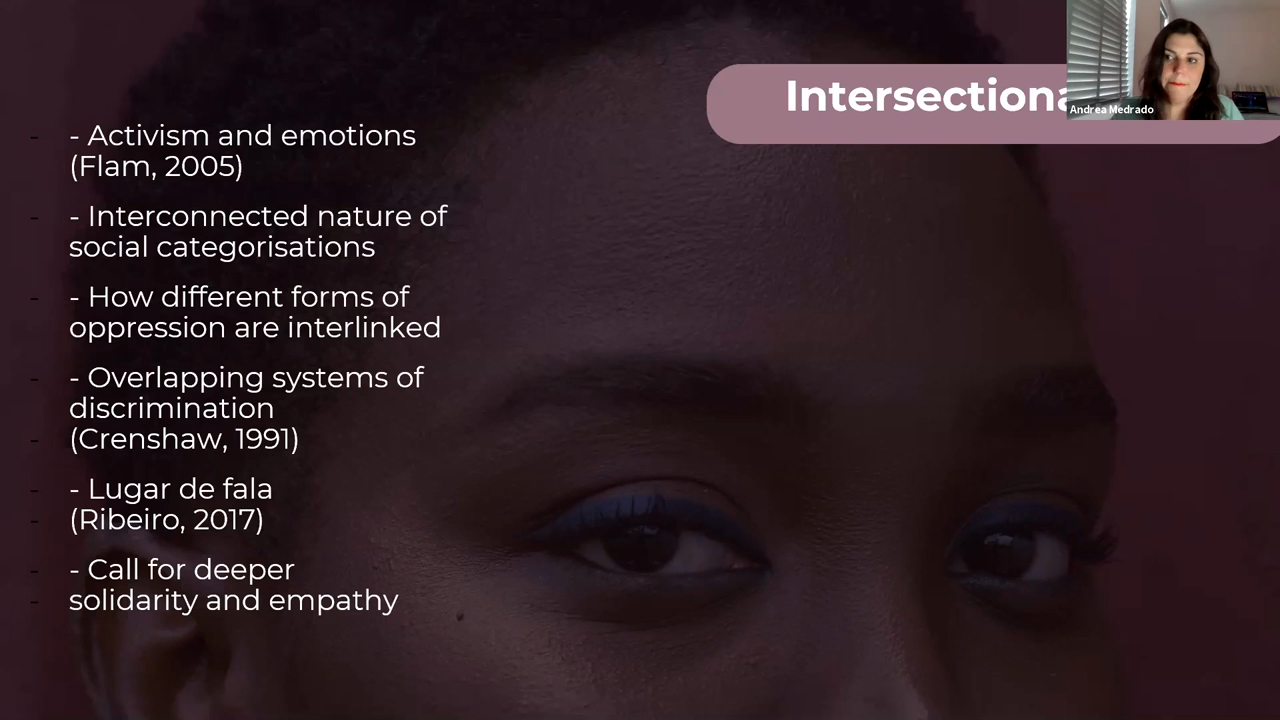 Intersectiona
Andrea Medrado
- - Activism and emotions
(Flam, 2005)
- - Interconnected nature of
social categorisations
- - How different forms of
oppression are interlinked
- - Overlapping systems of
discrimination
- (Crenshaw, 1991)
- - Lugar de fala
- (Ribeiro, 2017)
- - Call for deeper
- solidarity and empathy